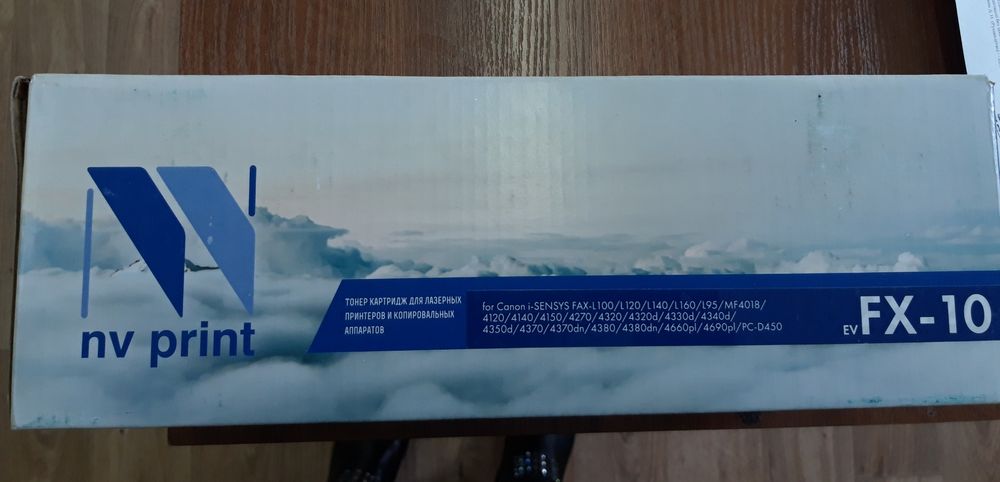 nv print
ТОНЕР КАРТРИДЖ ДЛЯ ЛАЗЕРНЫХ
ПРИНТЕРОВ И КОПИРОВАЛЬНЫХ
АППАРАТОВ
for Canon i-SENSYS FAX-L100/L120/L140/L160/L95/MF4018/
4120/4140/4150/4270/4320/4320d/4330d/4340d/
4350d/4370/4370dn/4380/4380dn/4660pl/4690pl/PC-D450
EV FX-10